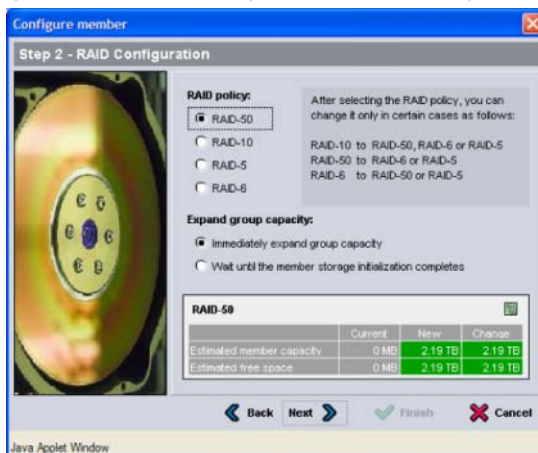 Configure member
Step 2 - RAID Configuration
RAID policy:
RAID-50
RAID-10
RAID-5
RAID-6
After selecting the RAID policy, you can
change it only in certain cases as follows:
RAID-10 to RAID-50, RAID-6 or RAID-5
RAID-50 to RAID-6 or RAID-5
RAID-6 to RAID-50 or RAID-5
Expand group capacity:
Immediately expand group capacity
Wait until the member storage initialization completes
RAID-50
Current New Change
Estimated member capacity 0 MB 2.19 TB 2.19 TB
Estimated free space 0 MB 2.19 TB 2.19 TB
Back Next Finish Cancel
Java Applet Window